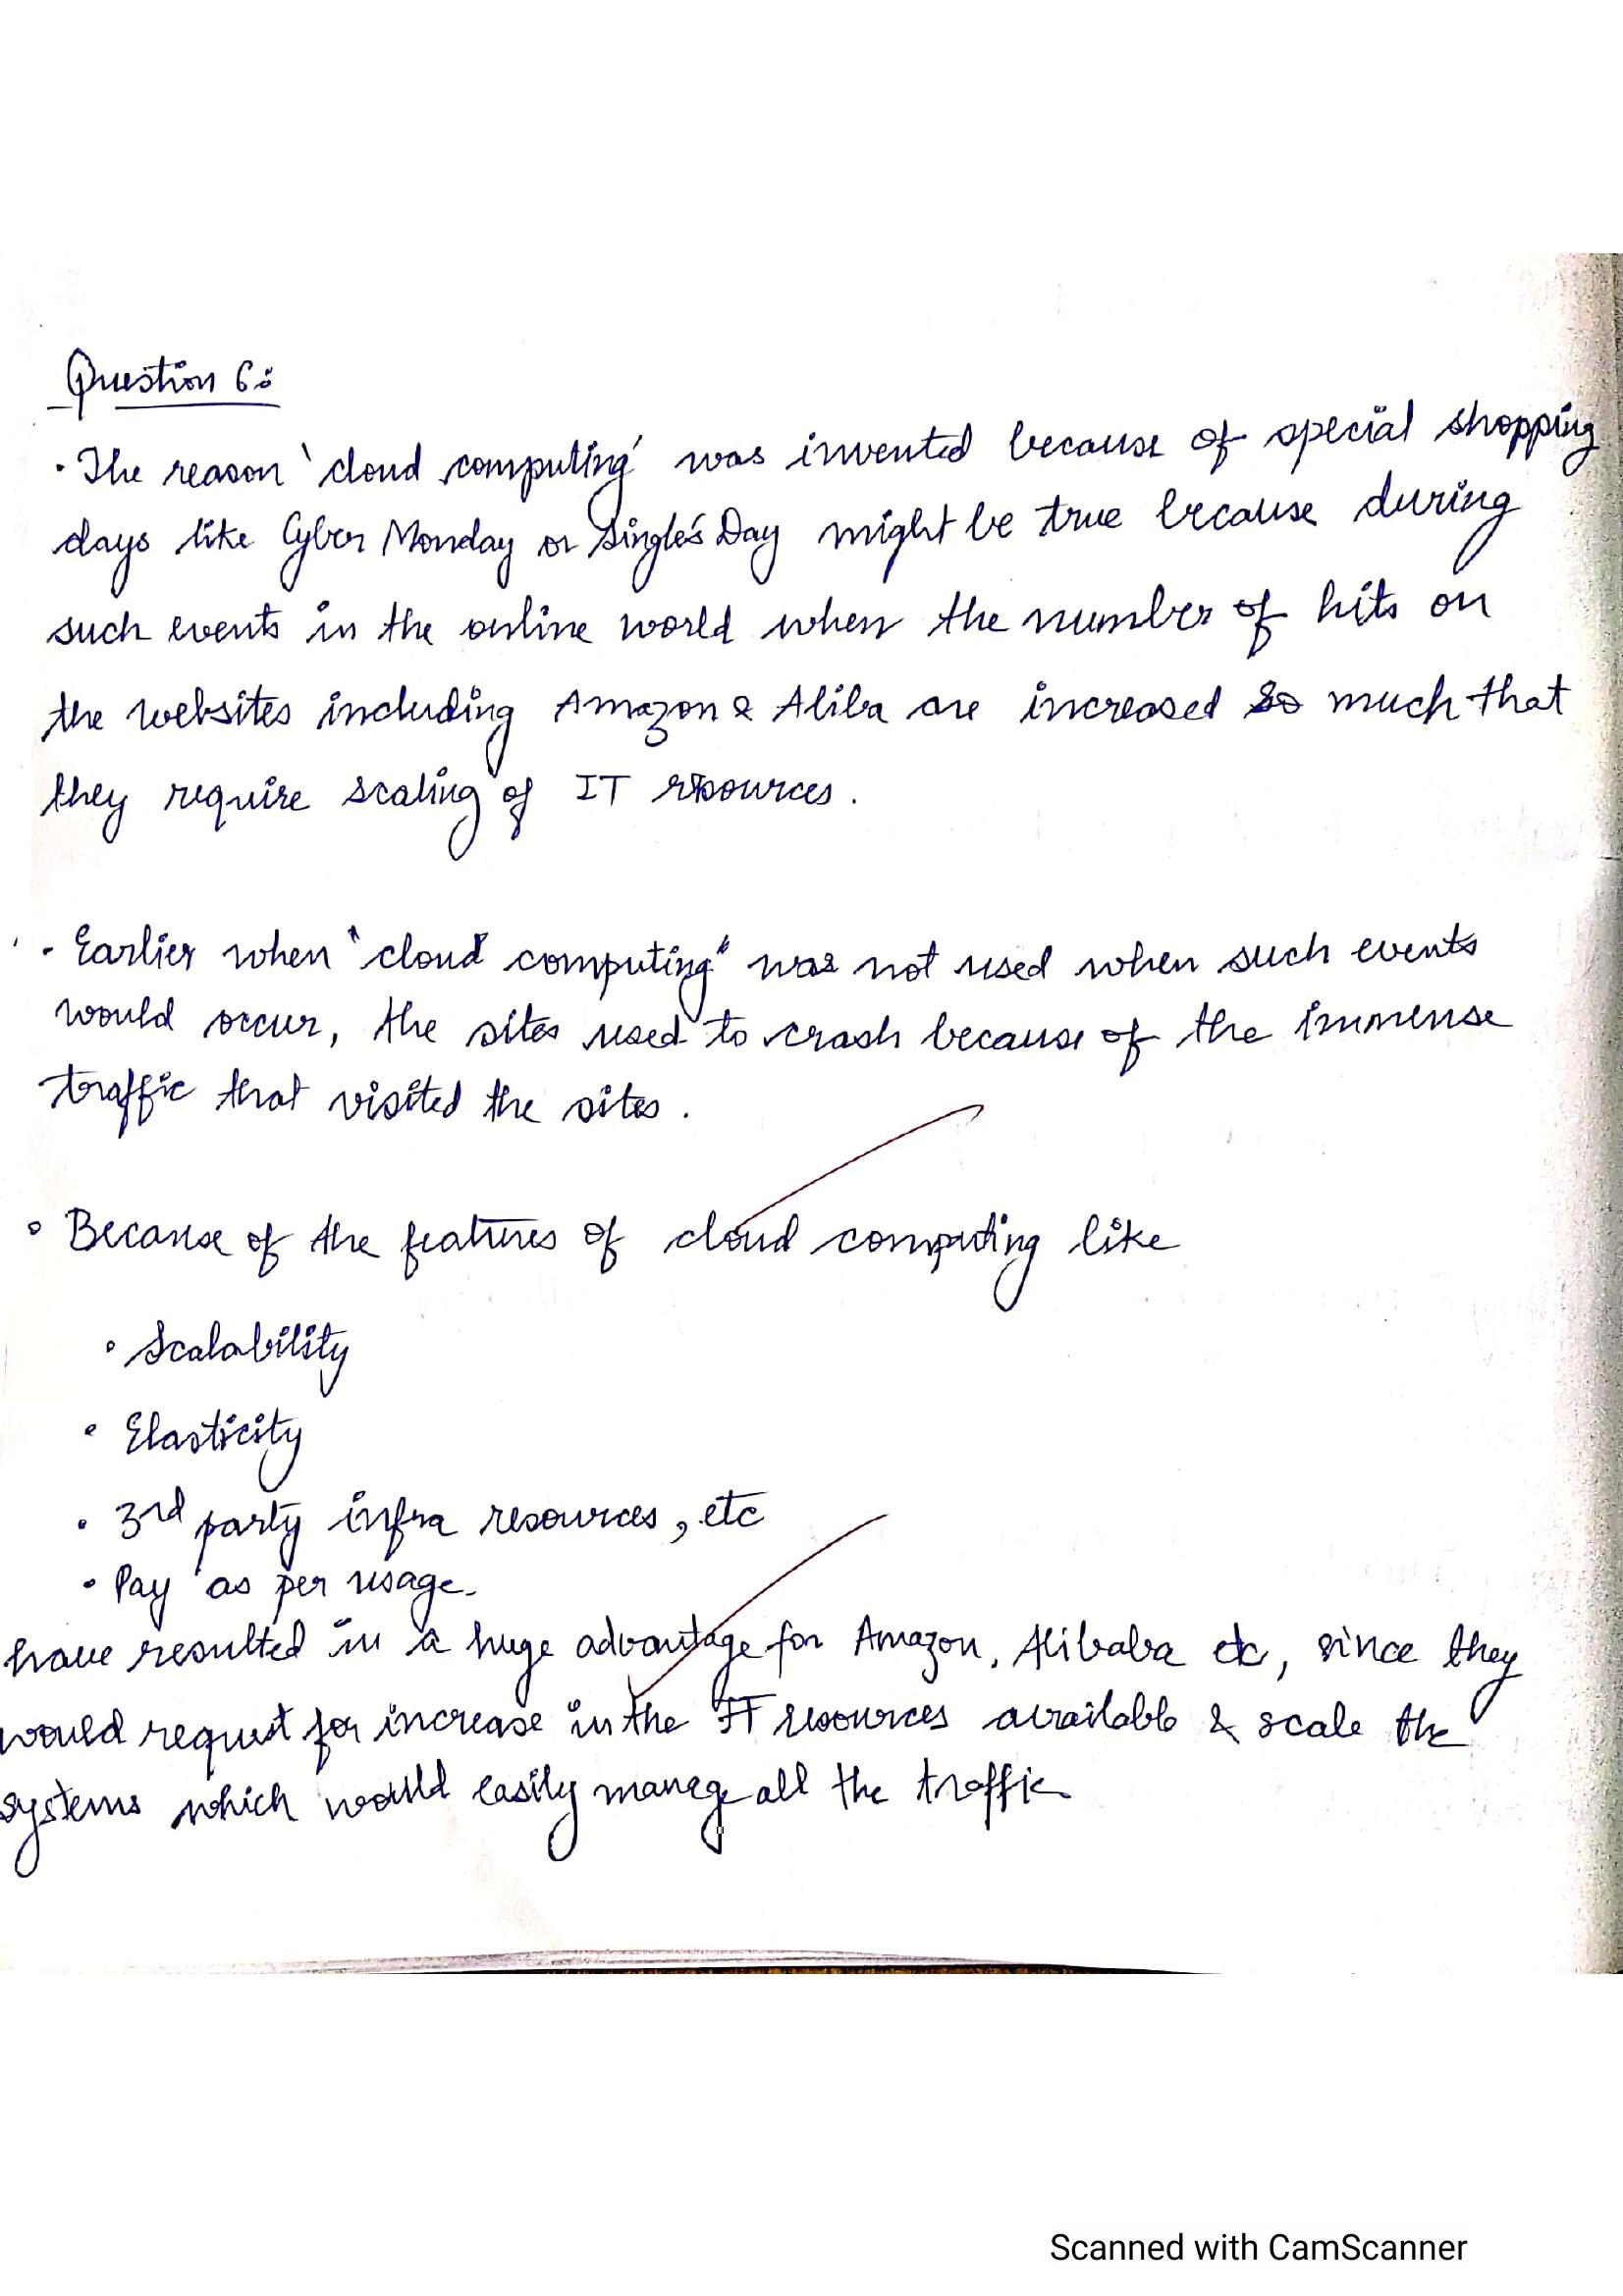 Question 6:
· The reason 'cloud computing' was invented because of special shopping
days like Cyber Monday or Single's Day might be true because during
such events in the online world when the number of hits on
the websites including Amazon & Aliba are increased so much that
they require scaling of IT resources.
- Earlier when "cloud computing" was not used when such events
would occur, the sites used to crash because of the immense
traffic that visited the sites.
° Because of the features of cloud computing like
° Scalability
• Elasticity
• 3rd party infra resources, etc
• Pay as per usage.
have resulted in a huge advantage for Amazon, Alibaba etc, since they
would request for increase in the IT resources available & scale the
systems which would easily manege all the traffic
Scanned with CamScanner